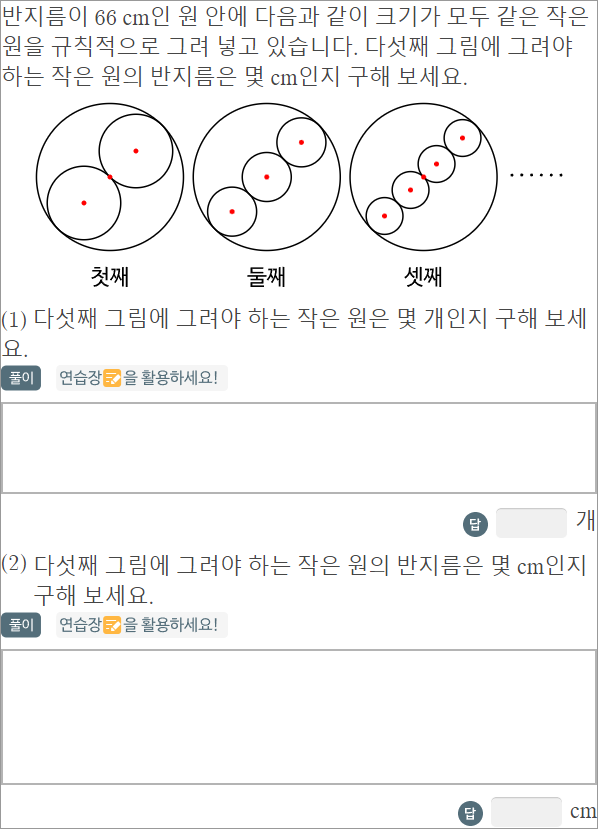 반지름이 66 cm인 원 안에 다음과 같이 크기가 모두 같은 작은
원을 규칙적으로 그려 넣고 있습니다. 다섯째 그림에 그려야
하는 작은 원의 반지름은 몇 cm인지 구해 보세요.
······
첫째 둘째 셋째
(1) 다섯째 그림에 그려야 하는 작은 원은 몇 개인지 구해 보세
요.
풀이 연습장을 활용하세요!
답 개
(2) 다섯째 그림에 그려야 하는 작은 원의 반지름은 몇 cm인지
구해 보세요.
풀이 연습장을 활용하세요!
답 cm